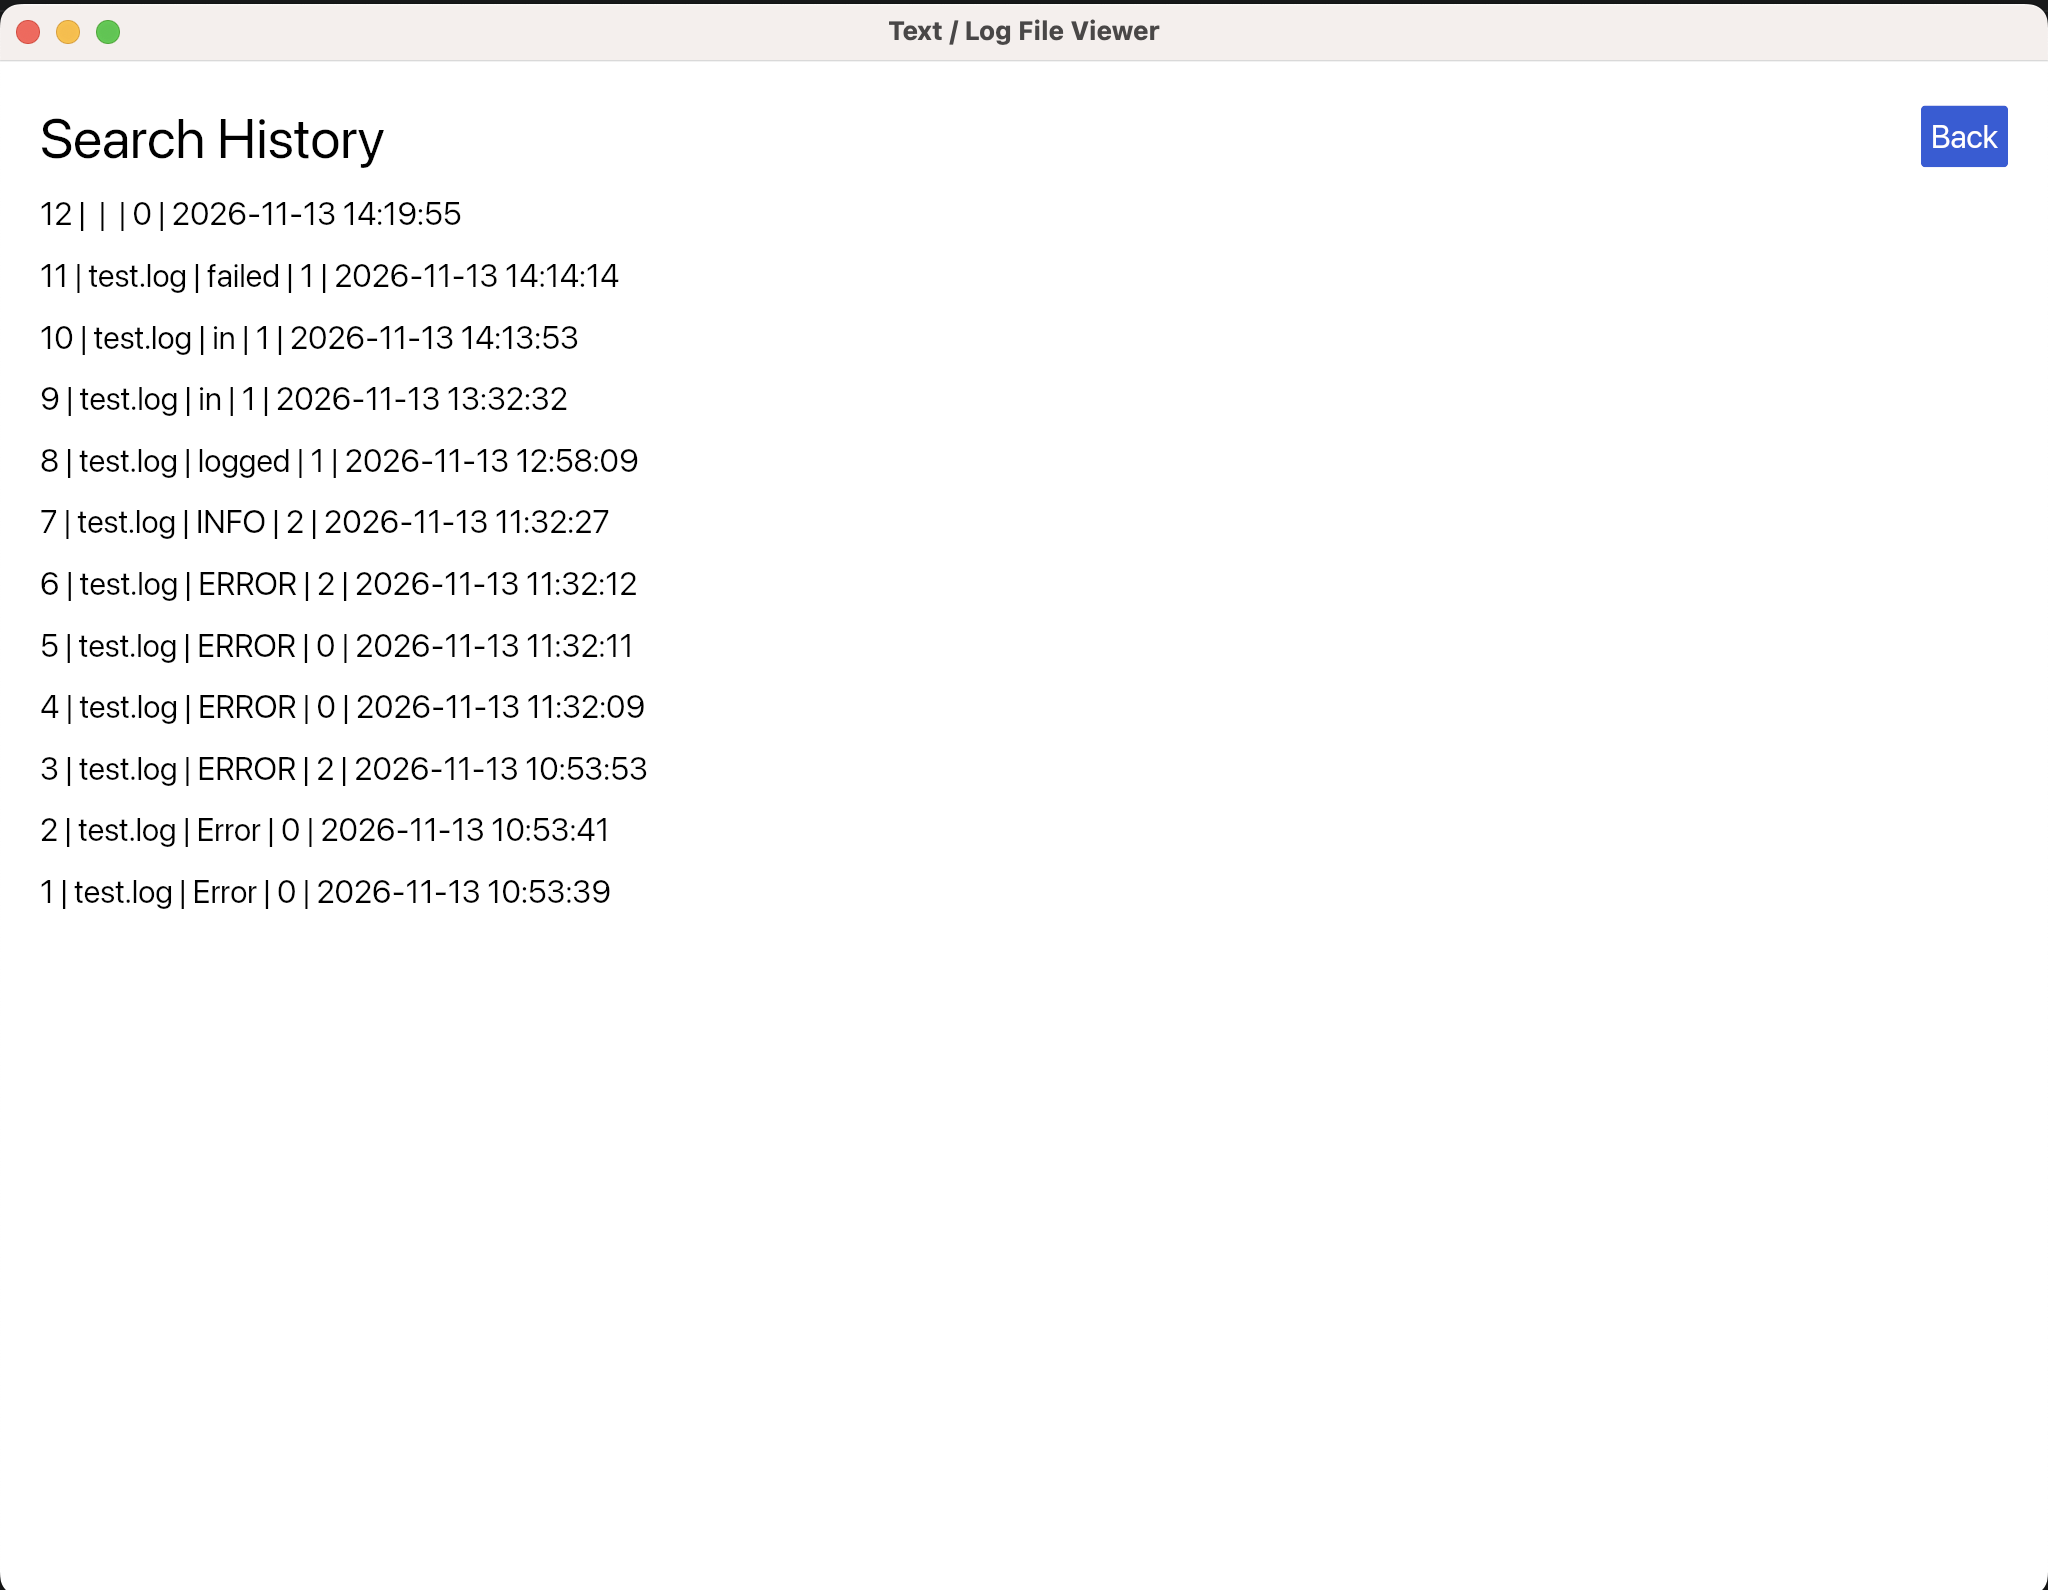 Text / Log File Viewer
Search History
Back
12 | | | 0 | 2026-11-13 14:19:55
11 | test.log | failed | 1 | 2026-11-13 14:14:14
10 | test.log | in | 1 | 2026-11-13 14:13:53
9 | test.log | in | 1 | 2026-11-13 13:32:32
8 | test.log | logged | 1 | 2026-11-13 12:58:09
7 | test.log | INFO | 2 | 2026-11-13 11:32:27
6 | test.log | ERROR | 2 | 2026-11-13 11:32:12
5 | test.log | ERROR | 0 | 2026-11-13 11:32:11
4 | test.log | ERROR | 0 | 2026-11-13 11:32:09
3 | test.log | ERROR | 2 | 2026-11-13 10:53:53
2 | test.log | Error | 0 | 2026-11-13 10:53:41
1 | test.log | Error | 0 | 2026-11-13 10:53:39